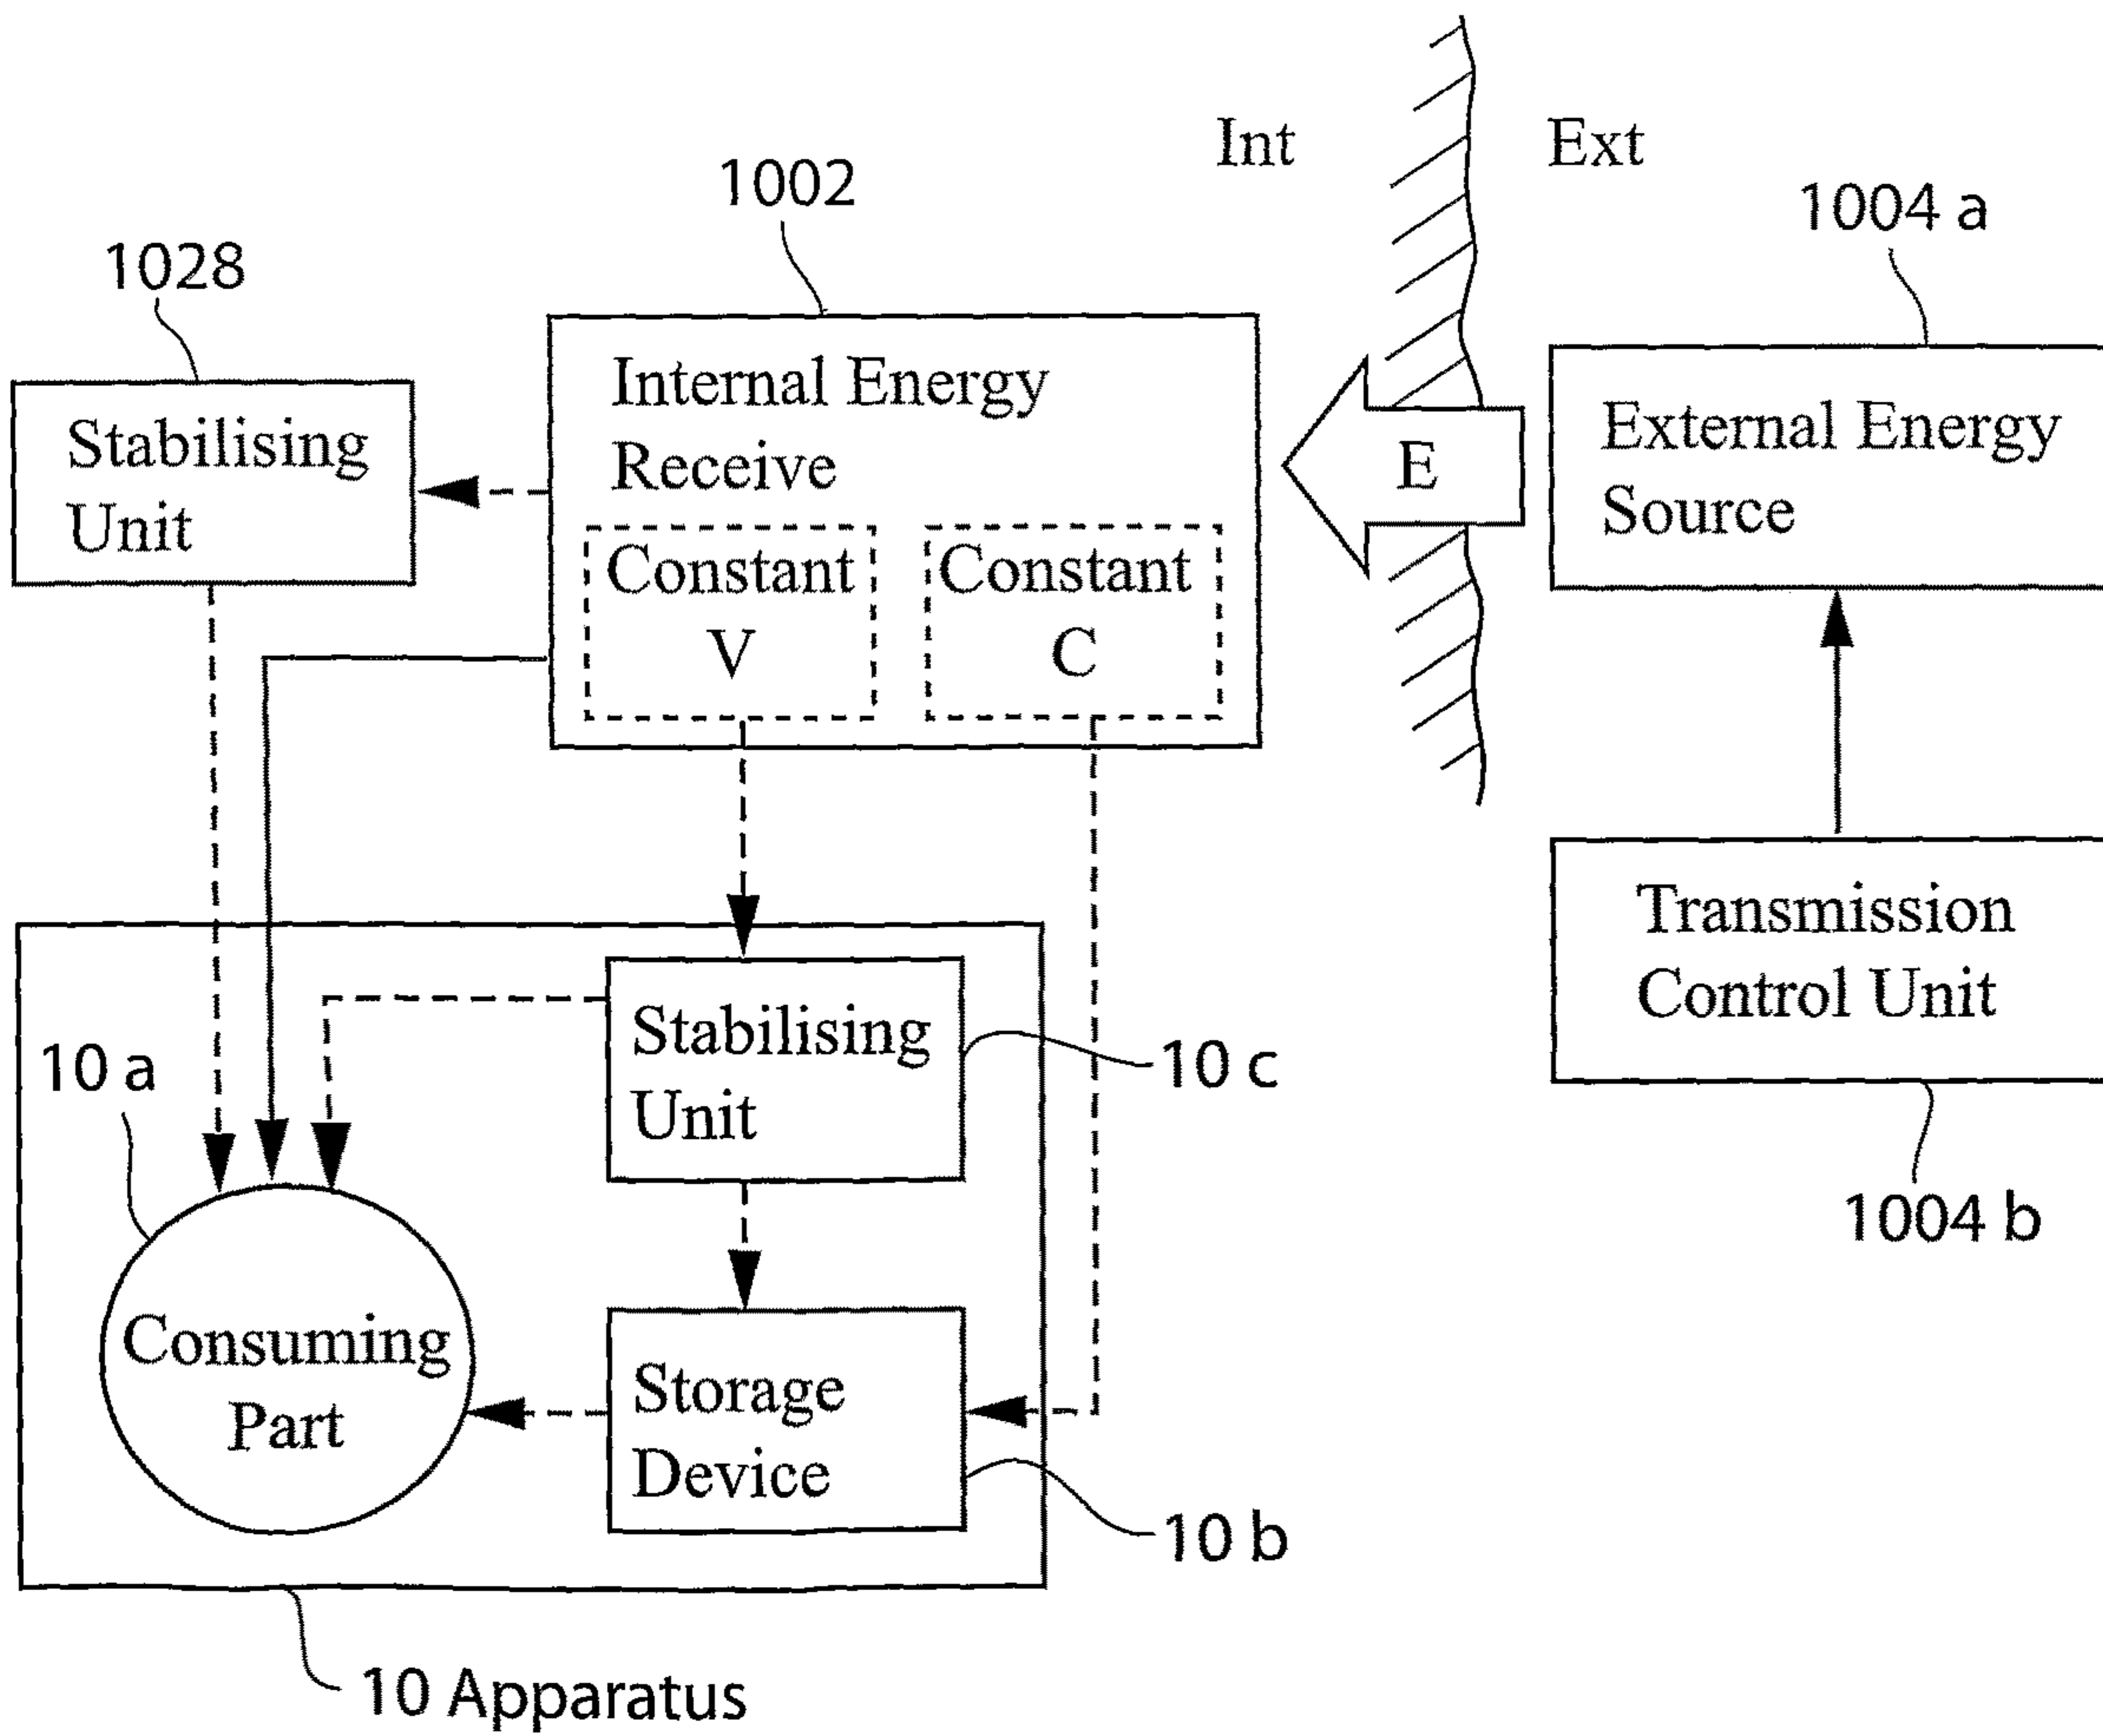 Int
Ext
1002
1004 a
1028
Internal Energy
Receive
Stabilising
Unit
E
External Energy
Source
Constant
V
Constant
C
Transmission
Control Unit
Stabilising
Unit
10 a
10 c
1004 b
Consuming
Part
Storage
Device
10 b
10 Apparatus